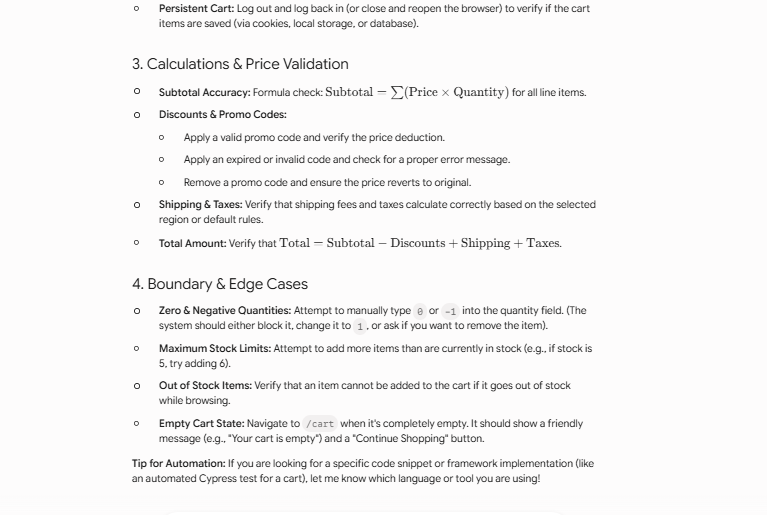 Persistent Cart: Log out and log back in (or close and reopen the browser) to verify if the cart
items are saved (via cookies, local storage, or database).
3. Calculations & Price Validation
Subtotal Accuracy: Formula check: Subtotal = ∑(Price × Quantity) for all line items.
Discounts & Promo Codes:
Apply a valid promo code and verify the price deduction.
Apply an expired or invalid code and check for a proper error message.
Remove a promo code and ensure the price reverts to original.
Shipping & Taxes: Verify that shipping fees and taxes calculate correctly based on the selected
region or default rules.
Total Amount: Verify that Total = Subtotal − Discounts + Shipping + Taxes.
4. Boundary & Edge Cases
Zero & Negative Quantities: Attempt to manually type 0 or -1 into the quantity field. (The
system should either block it, change it to 1, or ask if you want to remove the item).
Maximum Stock Limits: Attempt to add more items than are currently in stock (e.g., if stock is
5, try adding 6).
Out of Stock Items: Verify that an item cannot be added to the cart if it goes out of stock
while browsing.
Empty Cart State: Navigate to /cart when it's completely empty. It should show a friendly
message (e.g., "Your cart is empty") and a "Continue Shopping" button.
Tip for Automation: If you are looking for a specific code snippet or framework implementation (like
an automated Cypress test for a cart), let me know which language or tool you are using!